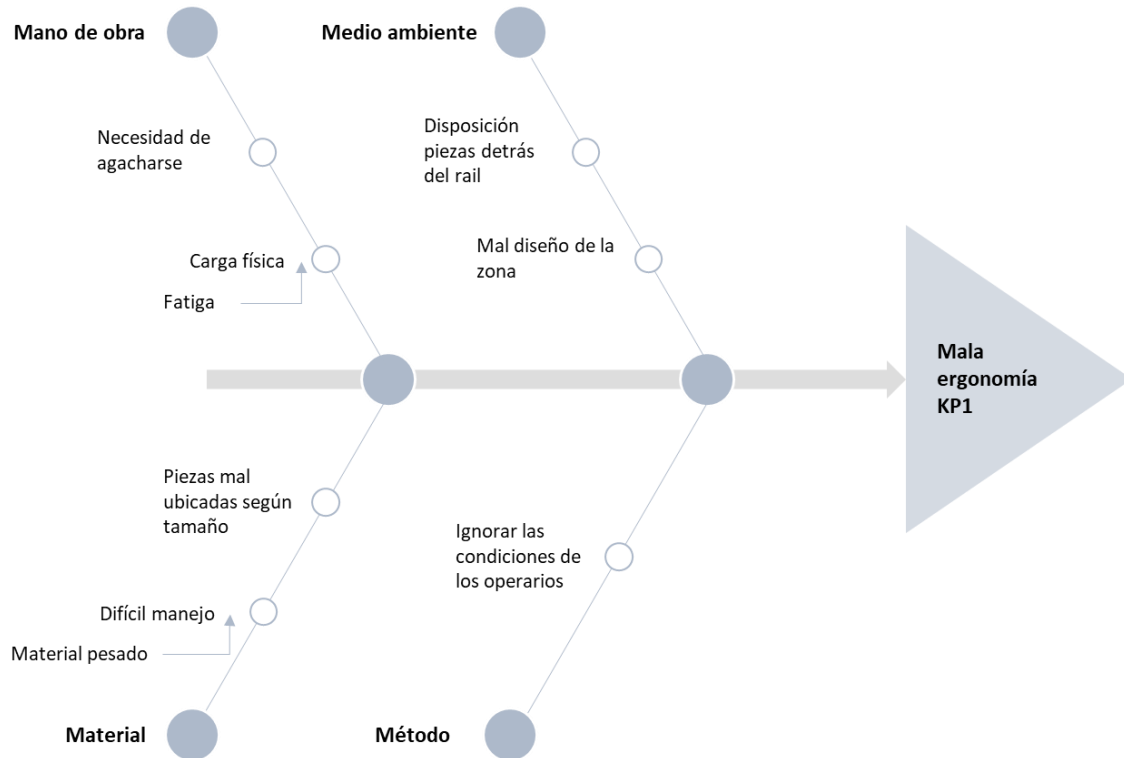 Mano de obra
Medio ambiente
Necesidad de
agacharse
Disposición
piezas detrás
del rail
Carga física
Fatiga
Mal diseño de la
zona
Mala
ergonomía
KP1
Piezas mal
ubicadas según
tamaño
Ignorar las
condiciones de
los operarios
Difícil manejo
Material pesado
Material
Método